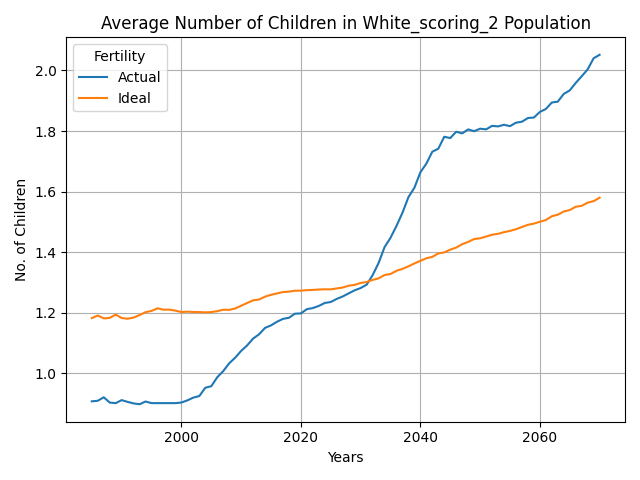 Average Number of Children in White_scoring_2 Population
Fertility
Actual
Ideal
2.0
1.8
1.6
1.4
1.2
1.0
No. of Children
2000 2020 2040 2060
Years